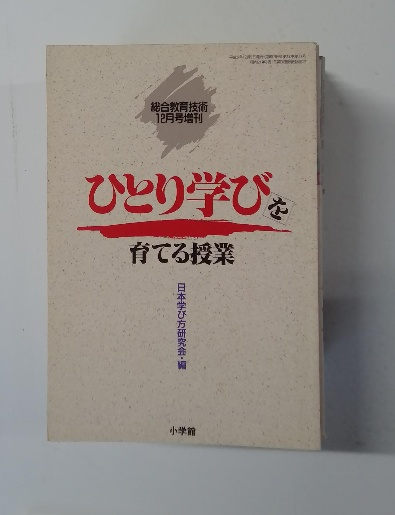 総合教育技術
12月号増刊
ひとり学びを
育てる授業
日本学び方研究会・編
小学館